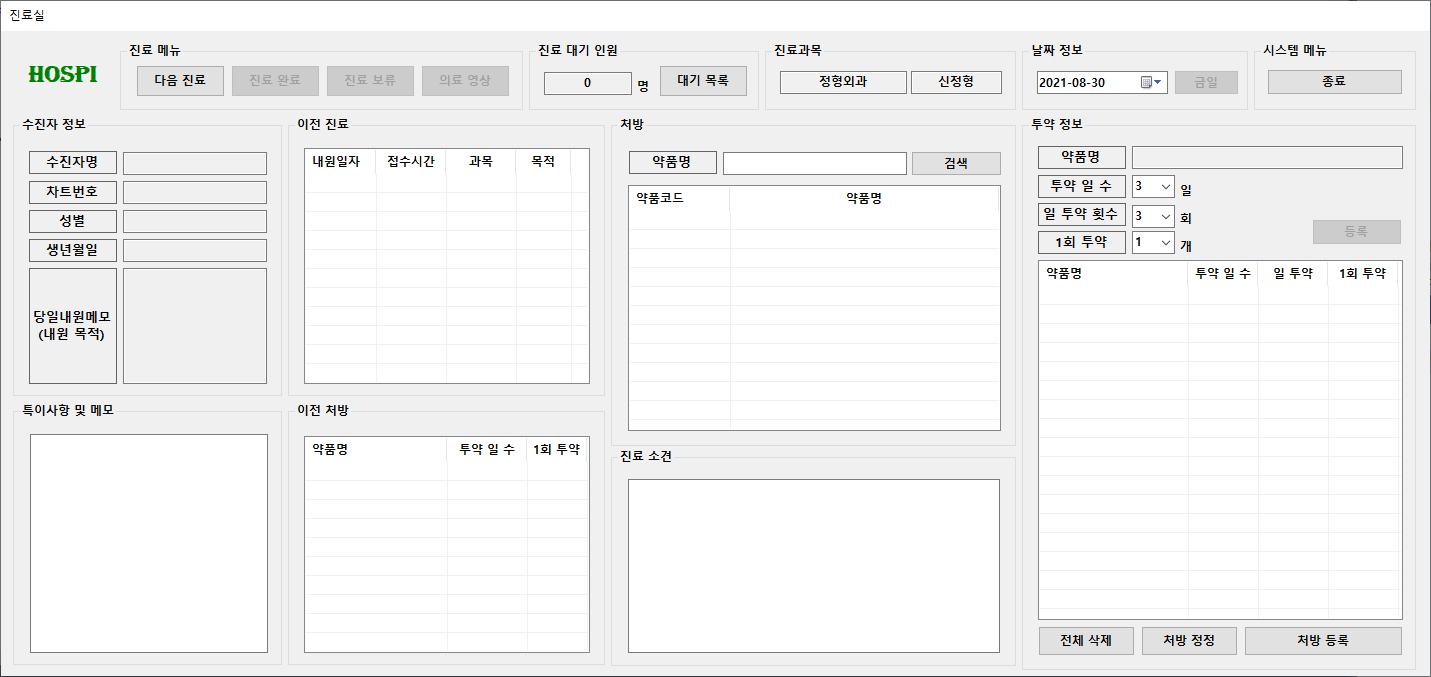 진료실
HOSPI
진료 메뉴
다음 진료
진료 완료
진료 보류
의료 영상
진료 대기 인원
0
명
대기 목록
진료과목
정형외과
신정형
날짜 정보
2021-08-30
금일
시스템 메뉴
종료
수진자 정보
수진자명
차트번호
성별
생년월일
당일내원메모
(내원 목적)
이전 진료
내원일자 접수시간 과목 목적
처방
약품명
검색
약품코드 약품명
투약 정보
약품명
투약 일 수 3 일
일 투약 횟수 3 회
1회 투약 1 개
등록
약품명 투약 일 수 일 투약 1회 투약
특이사항 및 메모
이전 처방
약품명 투약 일 수 1회 투약
진료 소견
전체 삭제
처방 정정
처방 등록